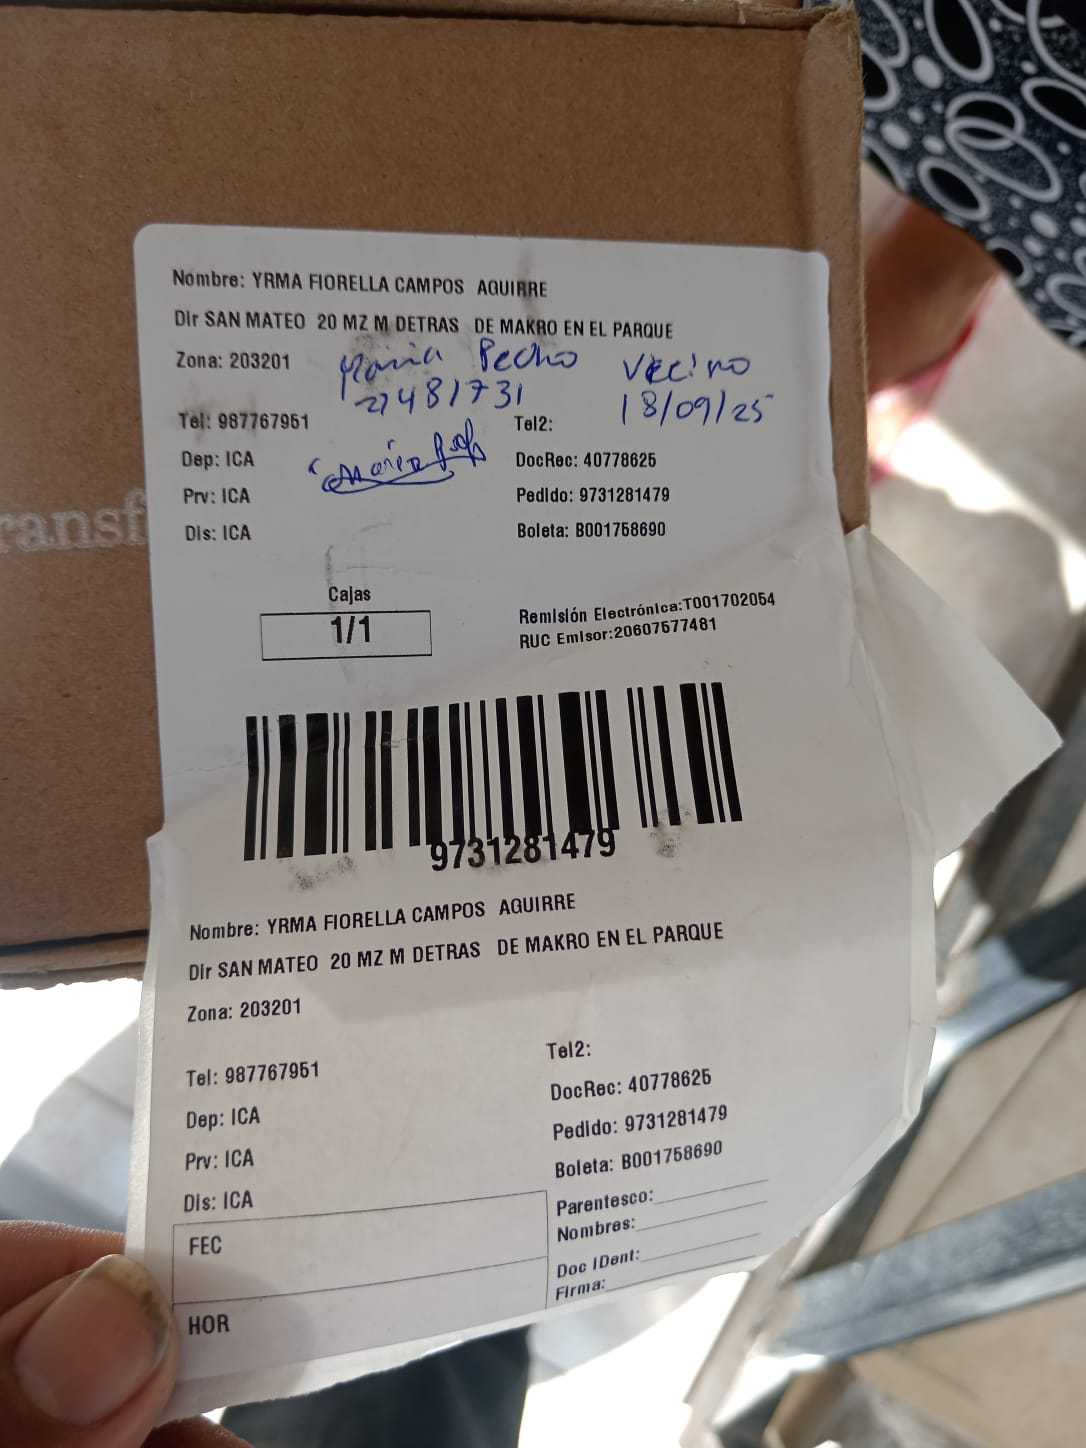 Nombre: YRMA FIORELLA CAMPOS AGUIRRE
Dir SAN MATEO 20 MZ M DETRAS DE MAKRO EN EL PARQUE
Zona: 203201
María Pecho Vecino
21481731 18/09/25
Tel: 987767951 Tel2:
Dep: ICA DocRec: 40778625
Prv: ICA Pedido: 9731281479
Dis: ICA Boleta: B001758690
ransf
Cajas
1/1
Remisión Electrónica:T001702054
RUC Emisor:20607577481
9731281479
Nombre: YRMA FIORELLA CAMPOS AGUIRRE
Dir SAN MATEO 20 MZ M DETRAS DE MAKRO EN EL PARQUE
Zona: 203201
Tel: 987767951 Tel2:
Dep: ICA DocRec: 40778625
Prv: ICA Pedido: 9731281479
Dis: ICA Boleta: B001758690
FEC Parentesco:
Nombres:
Doc IDent:
HOR Firma: